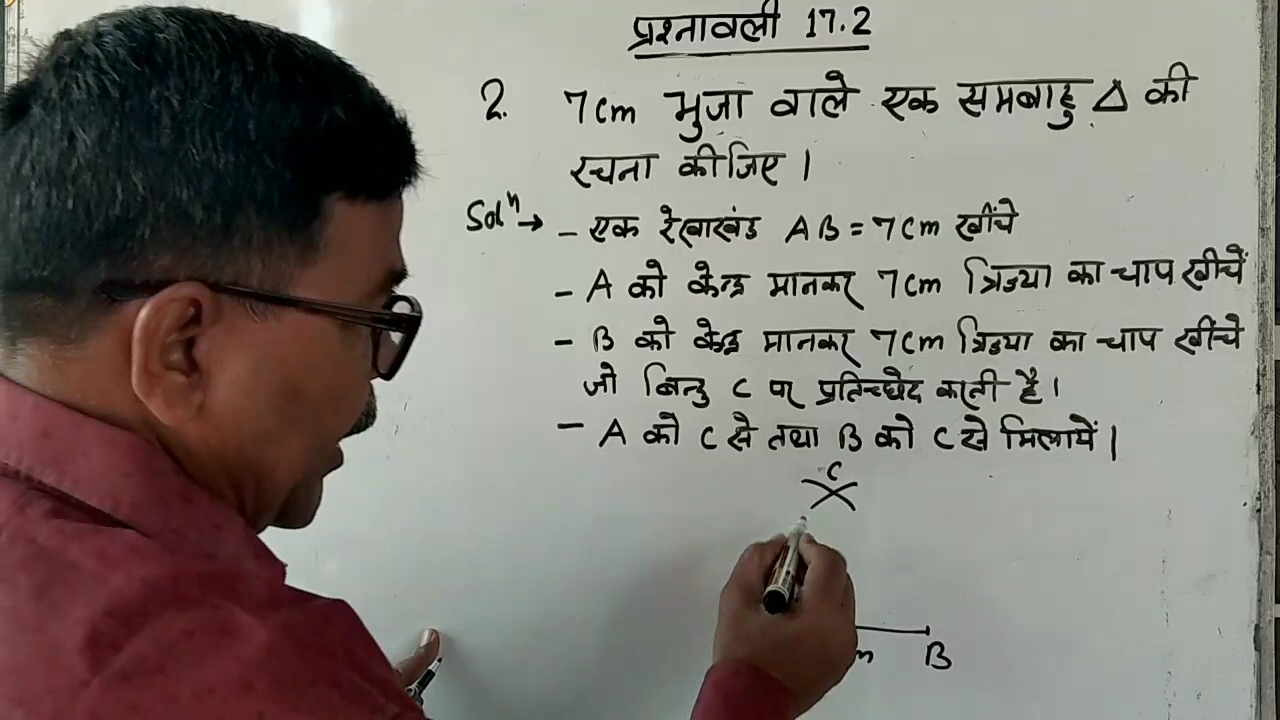 प्रश्नावली 17.2
2. 7cm भुजा वाले एक समबाहु △ की
रचना कीजिए।
Solⁿ→ - एक रेखाखंड AB = 7cm खींचे
- A को केन्द्र मानकर 7cm त्रिज्या का चाप खींचें
- B को केन्द्र मानकर 7cm त्रिज्या का चाप खींचे
जो बिन्दु C पर प्रतिच्छेद करती है।
- A को C से तथा B को C से मिलायें।
C
B